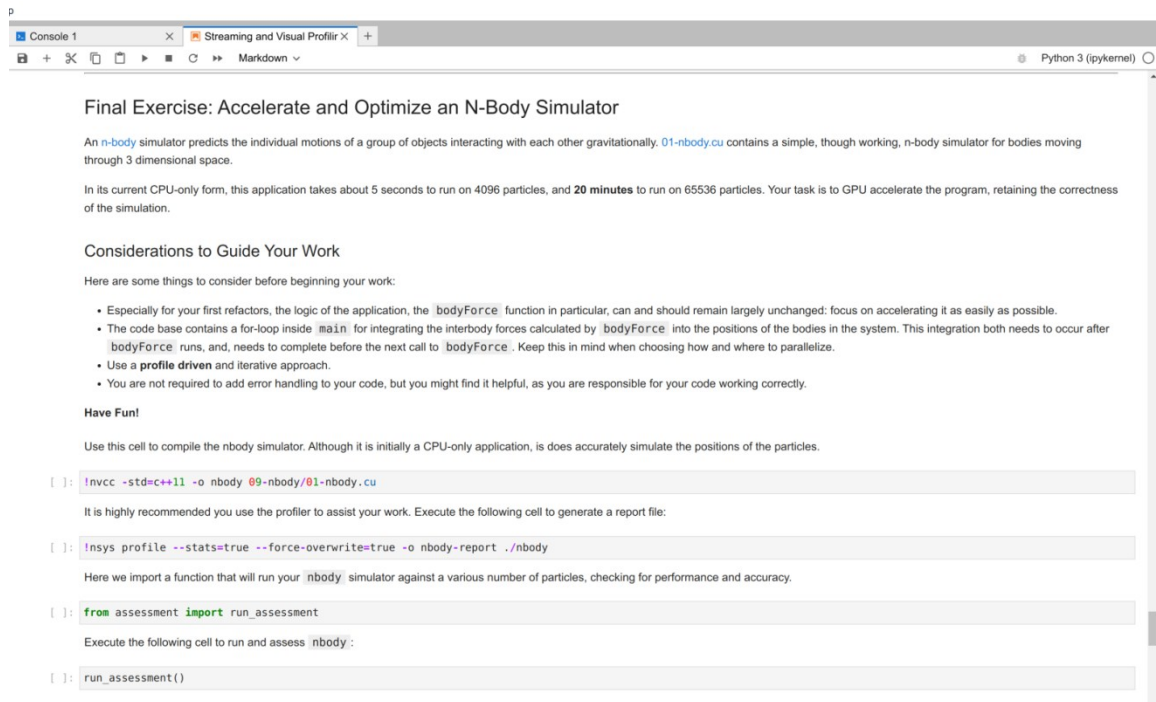 p
Console 1
Streaming and Visual Profilin
Markdown
Python 3 (ipykernel)
Final Exercise: Accelerate and Optimize an N-Body Simulator
An n-body simulator predicts the individual motions of a group of objects interacting with each other gravitationally. 01-nbody.cu contains a simple, though working, n-body simulator for bodies moving
through 3 dimensional space.
In its current CPU-only form, this application takes about 5 seconds to run on 4096 particles, and 20 minutes to run on 65536 particles. Your task is to GPU accelerate the program, retaining the correctness
of the simulation.
Considerations to Guide Your Work
Here are some things to consider before beginning your work:
• Especially for your first refactors, the logic of the application, the bodyForce function in particular, can and should remain largely unchanged: focus on accelerating it as easily as possible.
• The code base contains a for-loop inside main for integrating the interbody forces calculated by bodyForce into the positions of the bodies in the system. This integration both needs to occur after
bodyForce runs, and, needs to complete before the next call to bodyForce. Keep this in mind when choosing how and where to parallelize.
• Use a profile driven and iterative approach.
• You are not required to add error handling to your code, but you might find it helpful, as you are responsible for your code working correctly.
Have Fun!
Use this cell to compile the nbody simulator. Although it is initially a CPU-only application, is does accurately simulate the positions of the particles.
[ ]: !nvcc -std=c++11 -o nbody 09-nbody/01-nbody.cu
It is highly recommended you use the profiler to assist your work. Execute the following cell to generate a report file:
[ ]: !nsys profile --stats=true --force-overwrite=true -o nbody-report ./nbody
Here we import a function that will run your nbody simulator against a various number of particles, checking for performance and accuracy.
[ ]: from assessment import run_assessment
Execute the following cell to run and assess nbody:
[ ]: run_assessment()